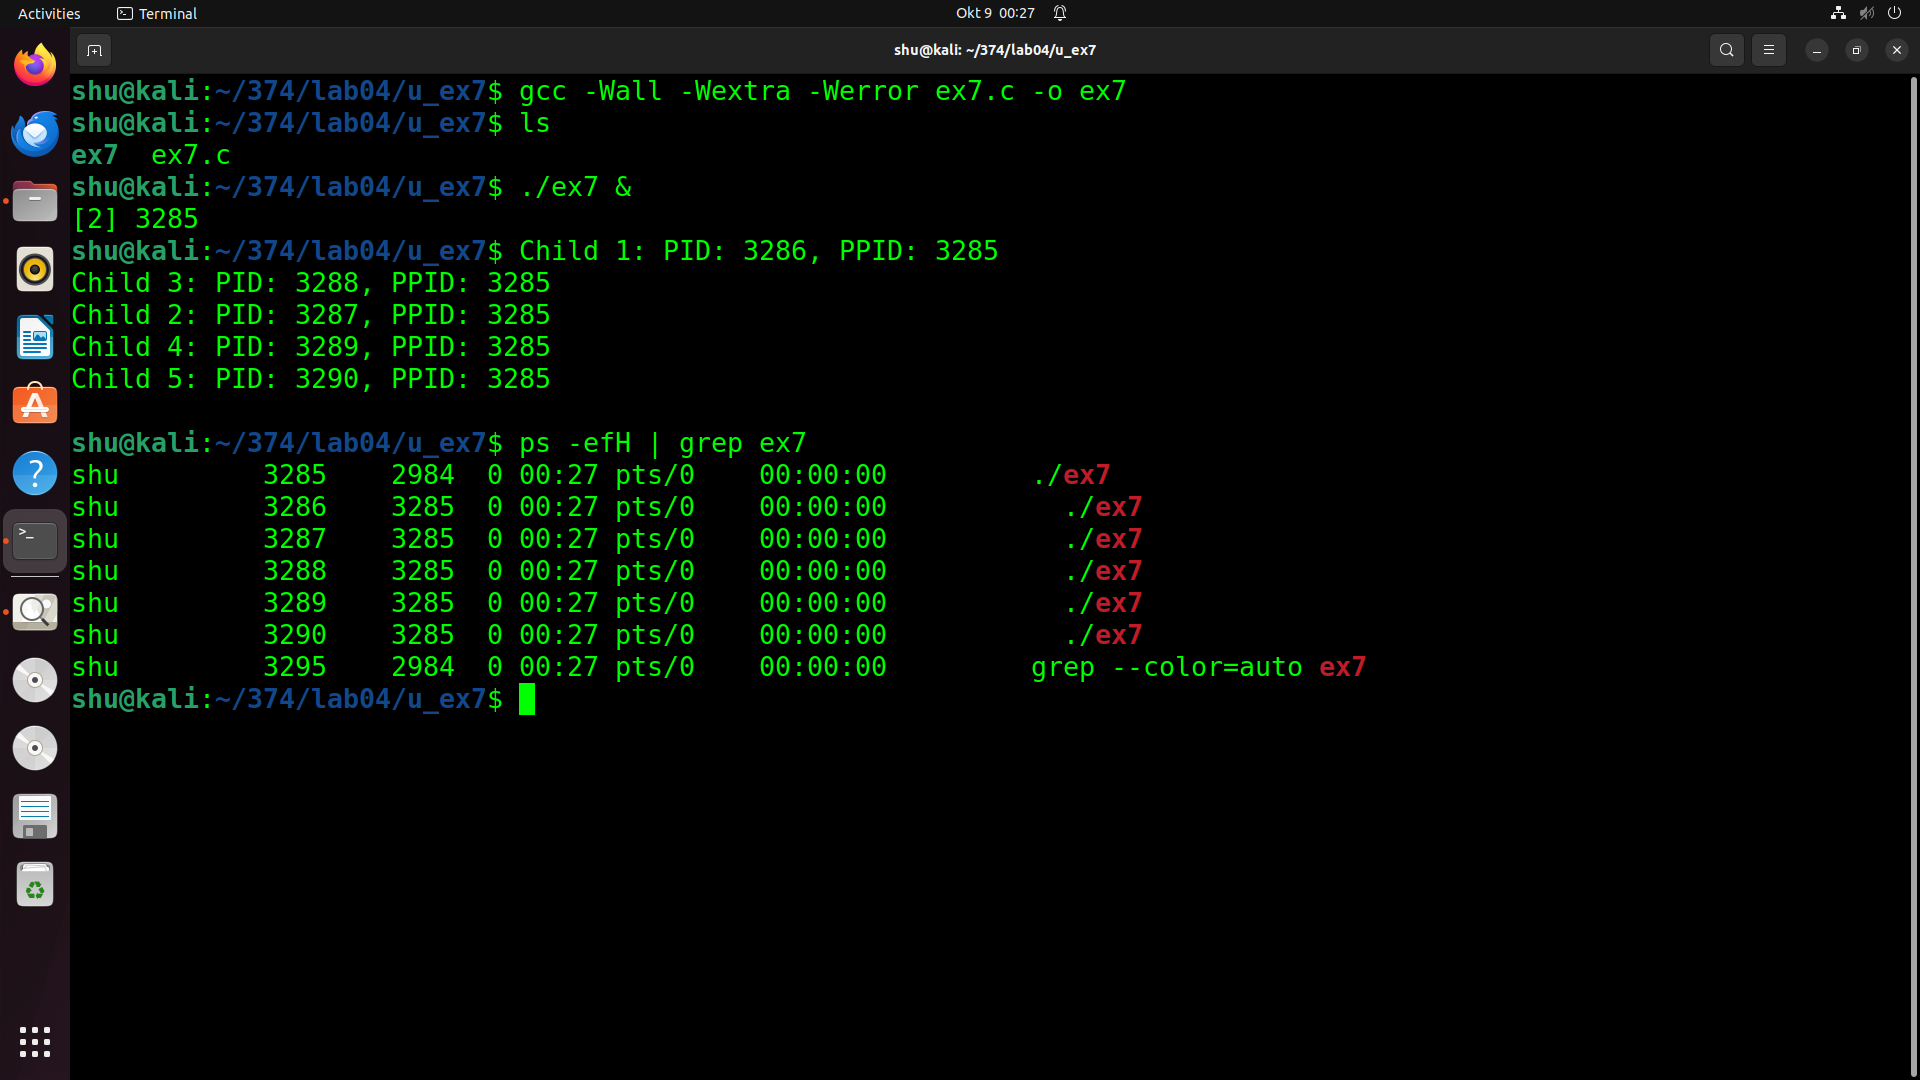 Activities Terminal Okt 9 00:27
shu@kali: ~/374/lab04/u_ex7
shu@kali:~/374/lab04/u_ex7$ gcc -Wall -Wextra -Werror ex7.c -o ex7
shu@kali:~/374/lab04/u_ex7$ ls
ex7  ex7.c
shu@kali:~/374/lab04/u_ex7$ ./ex7 &
[2] 3285
shu@kali:~/374/lab04/u_ex7$ Child 1: PID: 3286, PPID: 3285
Child 3: PID: 3288, PPID: 3285
Child 2: PID: 3287, PPID: 3285
Child 4: PID: 3289, PPID: 3285
Child 5: PID: 3290, PPID: 3285
shu@kali:~/374/lab04/u_ex7$ ps -efH | grep ex7
shu         3285    2984  0 00:27 pts/0    00:00:00         ./ex7
shu         3286    3285  0 00:27 pts/0    00:00:00           ./ex7
shu         3287    3285  0 00:27 pts/0    00:00:00           ./ex7
shu         3288    3285  0 00:27 pts/0    00:00:00           ./ex7
shu         3289    3285  0 00:27 pts/0    00:00:00           ./ex7
shu         3290    3285  0 00:27 pts/0    00:00:00           ./ex7
shu         3295    2984  0 00:27 pts/0    00:00:00         grep --color=auto ex7
shu@kali:~/374/lab04/u_ex7$